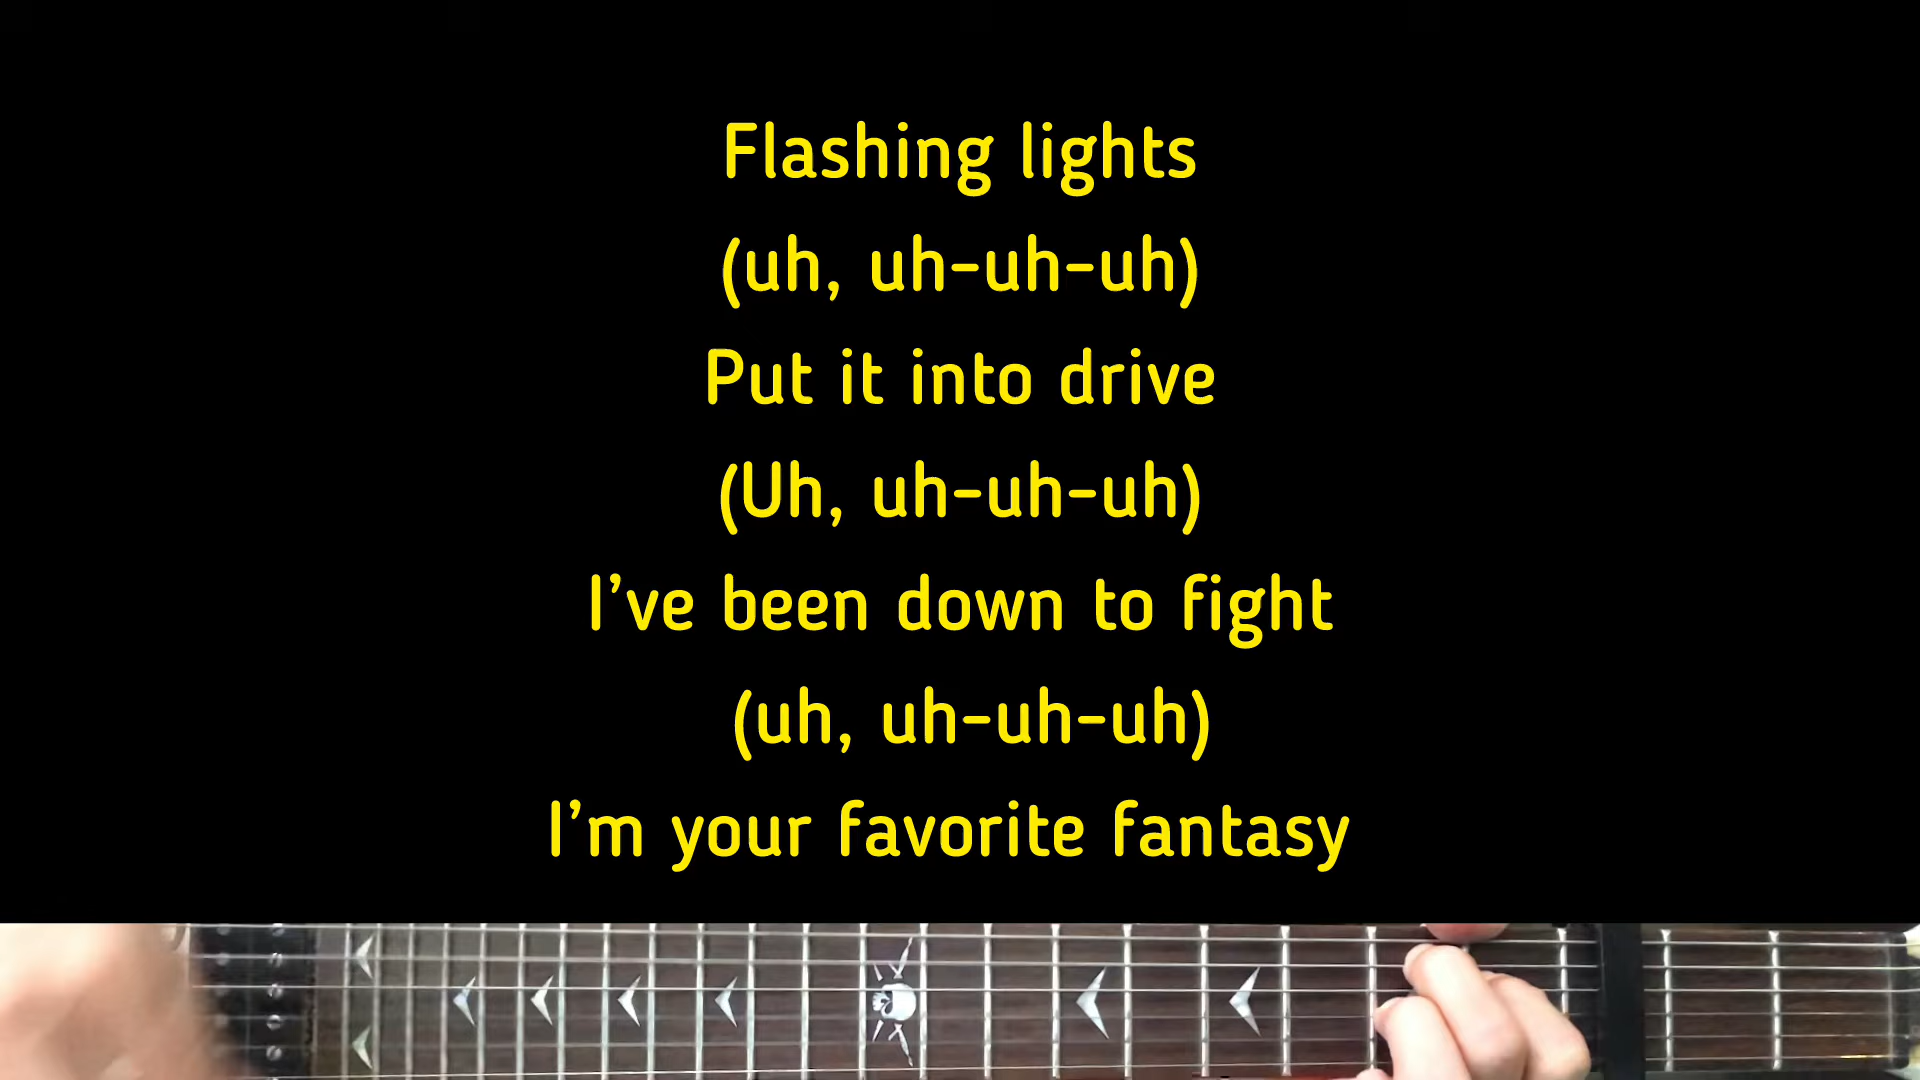 Flashing lights
(uh, uh-uh-uh)
Put it into drive
(Uh, uh-uh-uh)
I've been down to fight
(uh, uh-uh-uh)
I'm your favorite fantasy